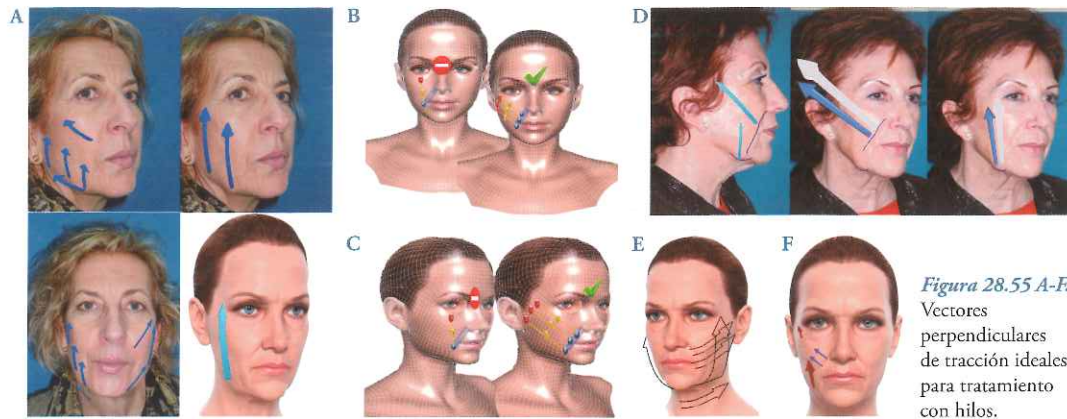 A
B
D
C
E
F
Figura 28.55 A-F.
Vectores
perpendiculares
de tracción ideales
para tratamiento
con hilos.